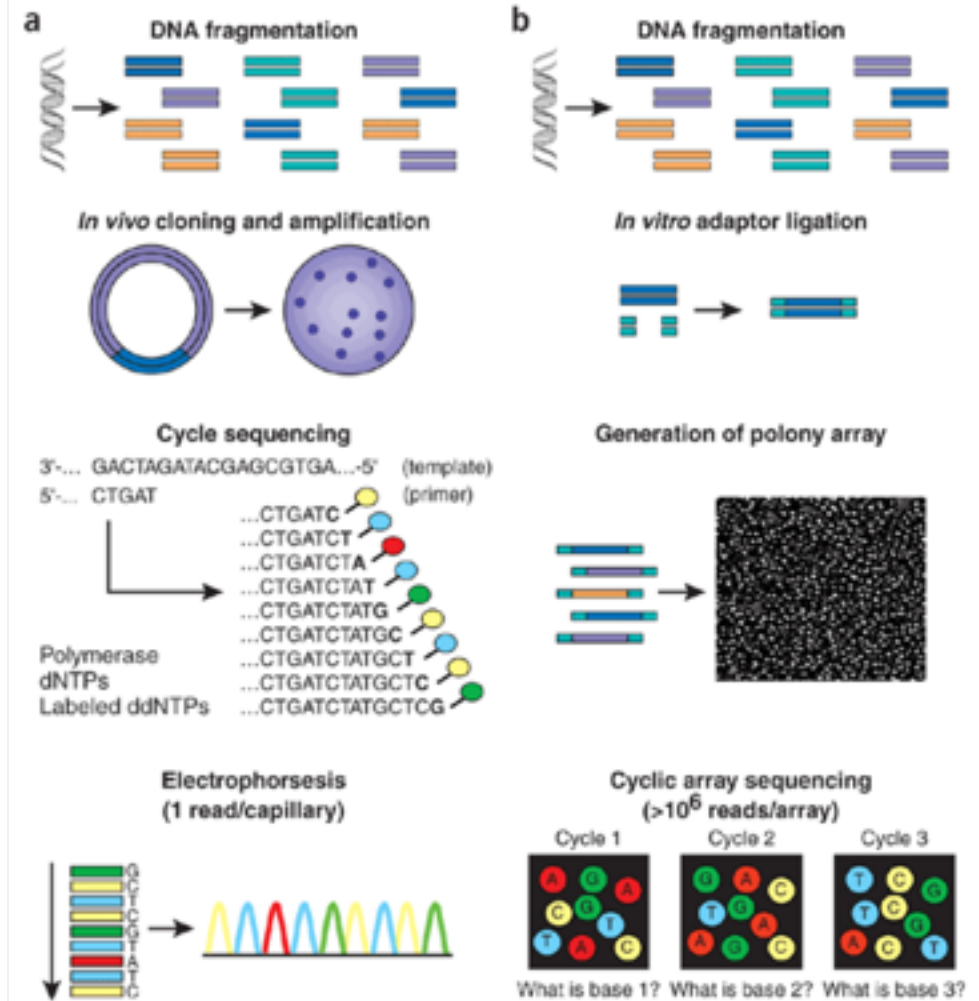 a
DNA fragmentation
In vivo cloning and amplification
Cycle sequencing
3'-... GACTAGATACGAGCGTGA...-5' (template)
5'-... CTGAT (primer)
...CTGATC
...CTGATCT
...CTGATCTA
...CTGATCTAT
...CTGATCTATG
...CTGATCTATGC
...CTGATCTATGCT
...CTGATCTATGCTC
...CTGATCTATGCTCG
Polymerase
dNTPs
Labeled ddNTPs
Electrophorsesis
(1 read/capillary)
G
C
T
C
G
T
A
T
C
b
DNA fragmentation
In vitro adaptor ligation
Generation of polony array
Cyclic array sequencing
(>10⁶ reads/array)
Cycle 1
A G A
C G T
T A C
What is base 1?
Cycle 2
G A C
T G A
A G C
What is base 2?
Cycle 3
T C G
T C G
A C T
What is base 3?